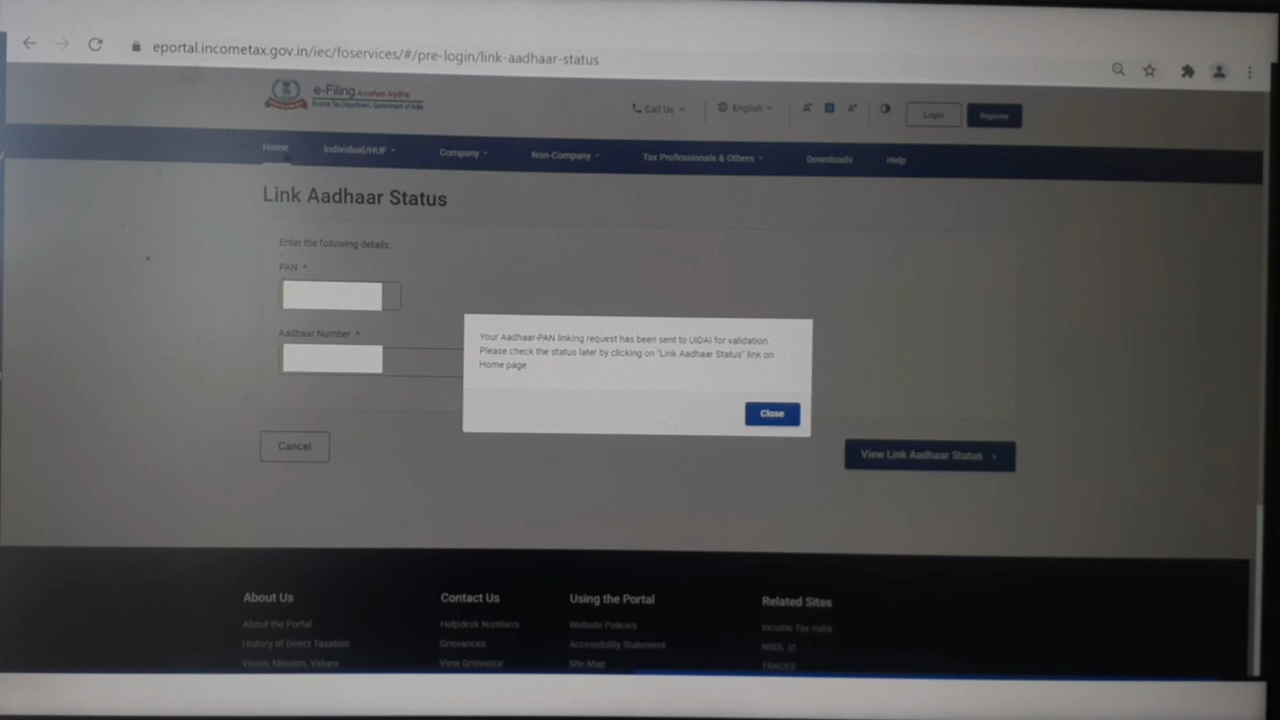 eportal.incometax.gov.in/iec/foservices/#/pre-login/link-aadhaar-status
e-Filing Anywhere Anytime
Income Tax Department, Government of India
Call Us
English
A-
A
A+
Login
Register
Home
Individual/HUF
Company
Non-Company
Tax Professionals & Others
Downloads
Help
Link Aadhaar Status
Enter the following details :
PAN *
Aadhaar Number *
Your Aadhaar-PAN linking request has been sent to UIDAI for validation.
Please check the status later by clicking on "Link Aadhaar Status" link on
Home page
Close
Cancel
View Link Aadhaar Status >
About Us
About the Portal
History of Direct Taxation
Vision, Mission, Values
Contact Us
Helpdesk Numbers
Grievances
View Grievance
Using the Portal
Website Policies
Accessibility Statement
Site Map
Related Sites
Income Tax India
NSDL
TRACES